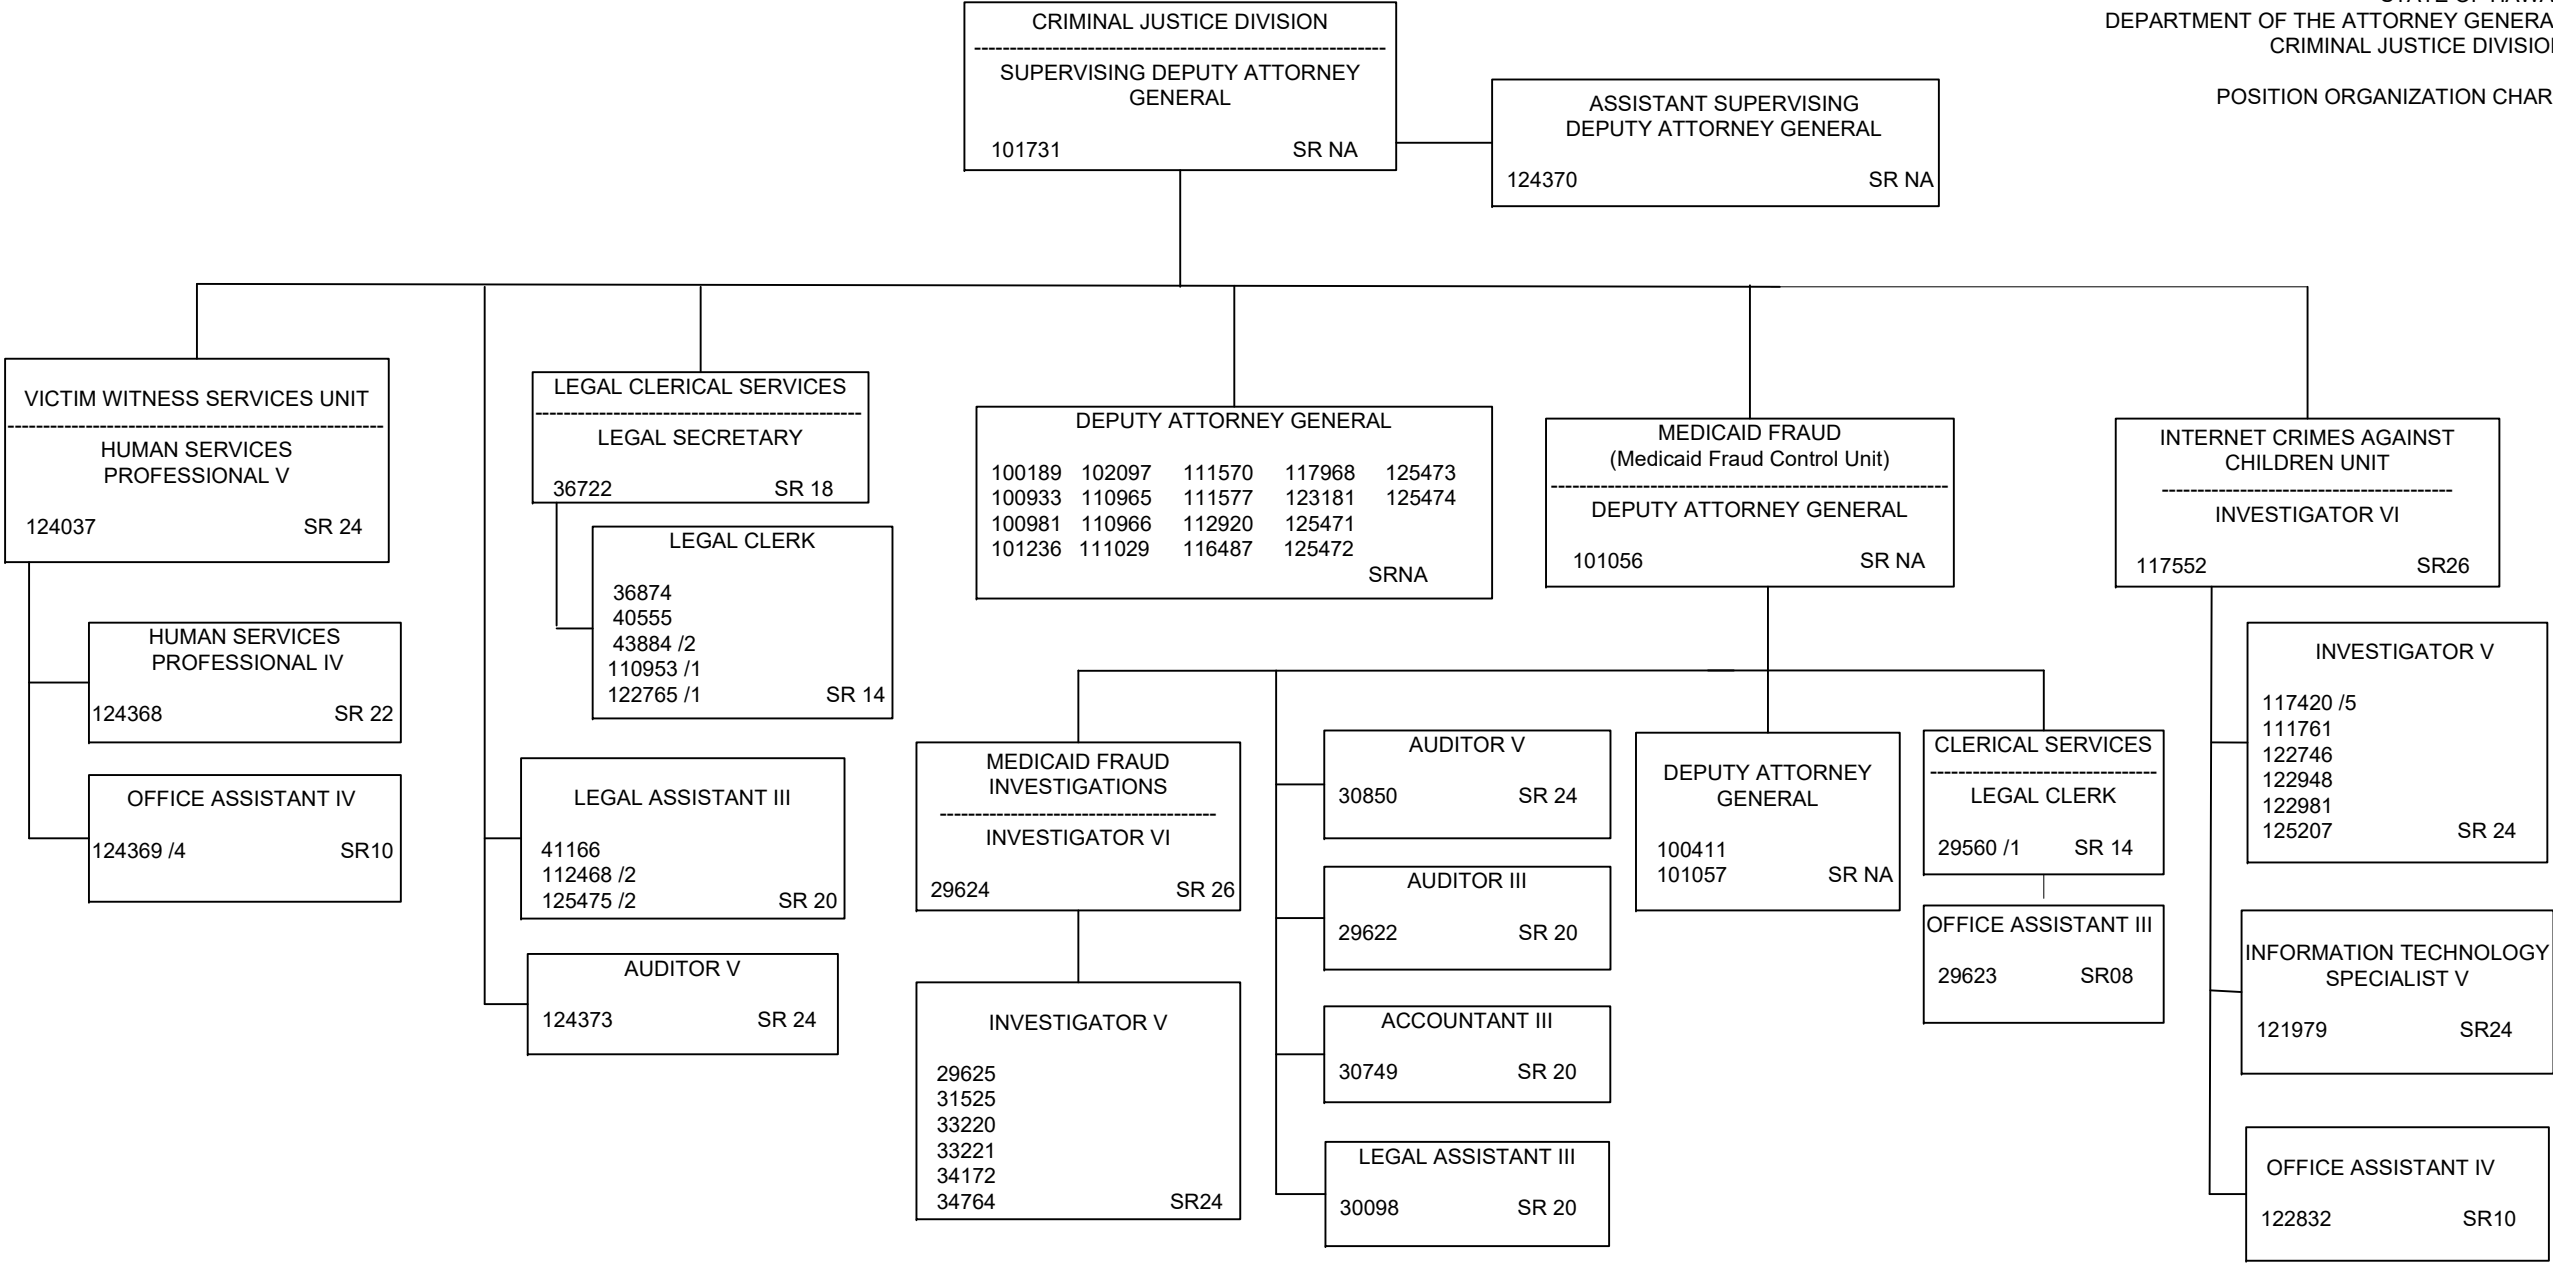 DEPARTMENT OF THE ATTORNEY GENERA
CRIMINAL JUSTICE DIVISION
POSITION ORGANIZATION CHAR
CRIMINAL JUSTICE DIVISION
SUPERVISING DEPUTY ATTORNEY
GENERAL
101731 SR NA
ASSISTANT SUPERVISING
DEPUTY ATTORNEY GENERAL
124370 SR NA
VICTIM WITNESS SERVICES UNIT
HUMAN SERVICES
PROFESSIONAL V
124037 SR 24
HUMAN SERVICES
PROFESSIONAL IV
124368 SR 22
OFFICE ASSISTANT IV
124369 /4 SR10
LEGAL CLERICAL SERVICES
LEGAL SECRETARY
36722 SR 18
LEGAL CLERK
36874
40555
43884 /2
110953 /1
122765 /1 SR 14
LEGAL ASSISTANT III
41166
112468 /2
125475 /2 SR 20
AUDITOR V
124373 SR 24
DEPUTY ATTORNEY GENERAL
100189 102097 111570 117968 125473
100933 110965 111577 123181 125474
100981 110966 112920 125471
101236 111029 116487 125472
SRNA
MEDICAID FRAUD
(Medicaid Fraud Control Unit)
DEPUTY ATTORNEY GENERAL
101056 SR NA
MEDICAID FRAUD
INVESTIGATIONS
INVESTIGATOR VI
29624 SR 26
INVESTIGATOR V
29625
31525
33220
33221
34172
34764 SR24
AUDITOR V
30850 SR 24
AUDITOR III
29622 SR 20
ACCOUNTANT III
30749 SR 20
LEGAL ASSISTANT III
30098 SR 20
DEPUTY ATTORNEY
GENERAL
100411
101057 SR NA
CLERICAL SERVICES
LEGAL CLERK
29560 /1 SR 14
OFFICE ASSISTANT III
29623 SR08
INTERNET CRIMES AGAINST
CHILDREN UNIT
INVESTIGATOR VI
117552 SR26
INVESTIGATOR V
117420 /5
111761
122746
122948
122981
125207 SR 24
INFORMATION TECHNOLOGY
SPECIALIST V
121979 SR24
OFFICE ASSISTANT IV
122832 SR10